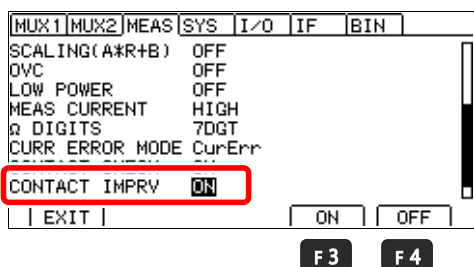 MUX1 MUX2 MEAS SYS I/O IF BIN
SCALING(A*R+B) OFF
OVC OFF
LOW POWER OFF
MEAS CURRENT HIGH
Ω DIGITS 7DGT
CURR ERROR MODE CurErr
CONTACT IMPRV ON
EXIT ON OFF
F3 F4